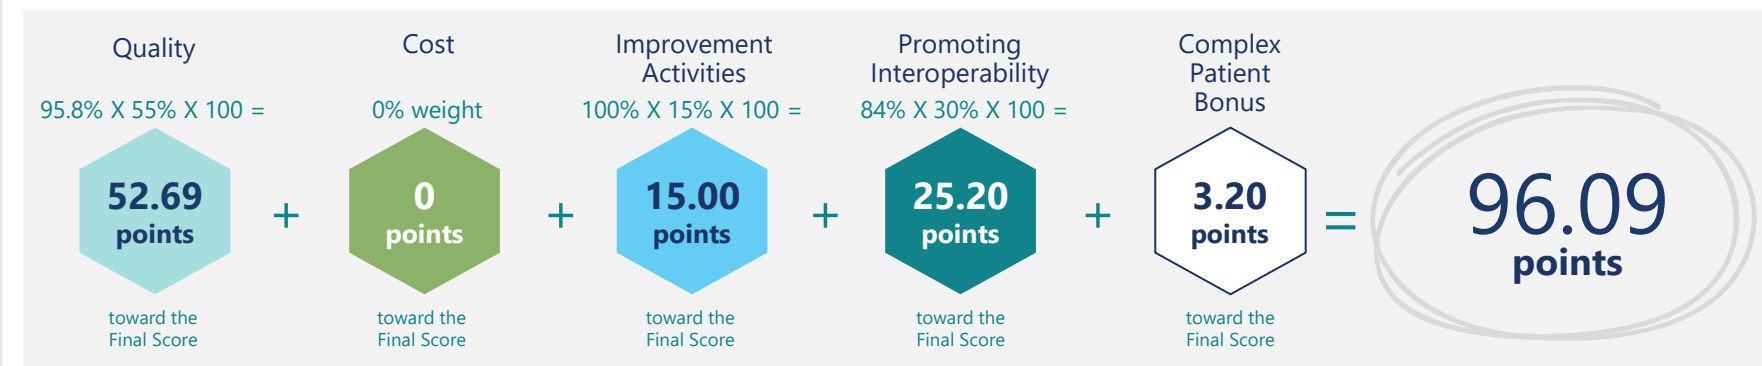 Quality
95.8% X 55% X 100 =
52.69
points
toward the
Final Score
+
Cost
0% weight
0
points
toward the
Final Score
+
Improvement
Activities
100% X 15% X 100 =
15.00
points
toward the
Final Score
+
Promoting
Interoperability
84% X 30% X 100 =
25.20
points
toward the
Final Score
+
Complex
Patient
Bonus
3.20
points
toward the
Final Score
=
96.09
points